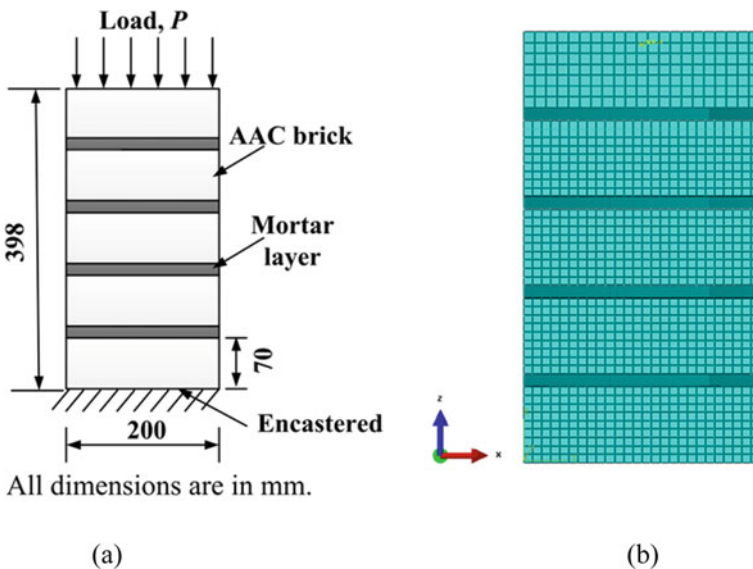 Load, P
AAC brick
Mortar
layer
398
70
Encastered
200
All dimensions are in mm.
z
x
(a)
(b)